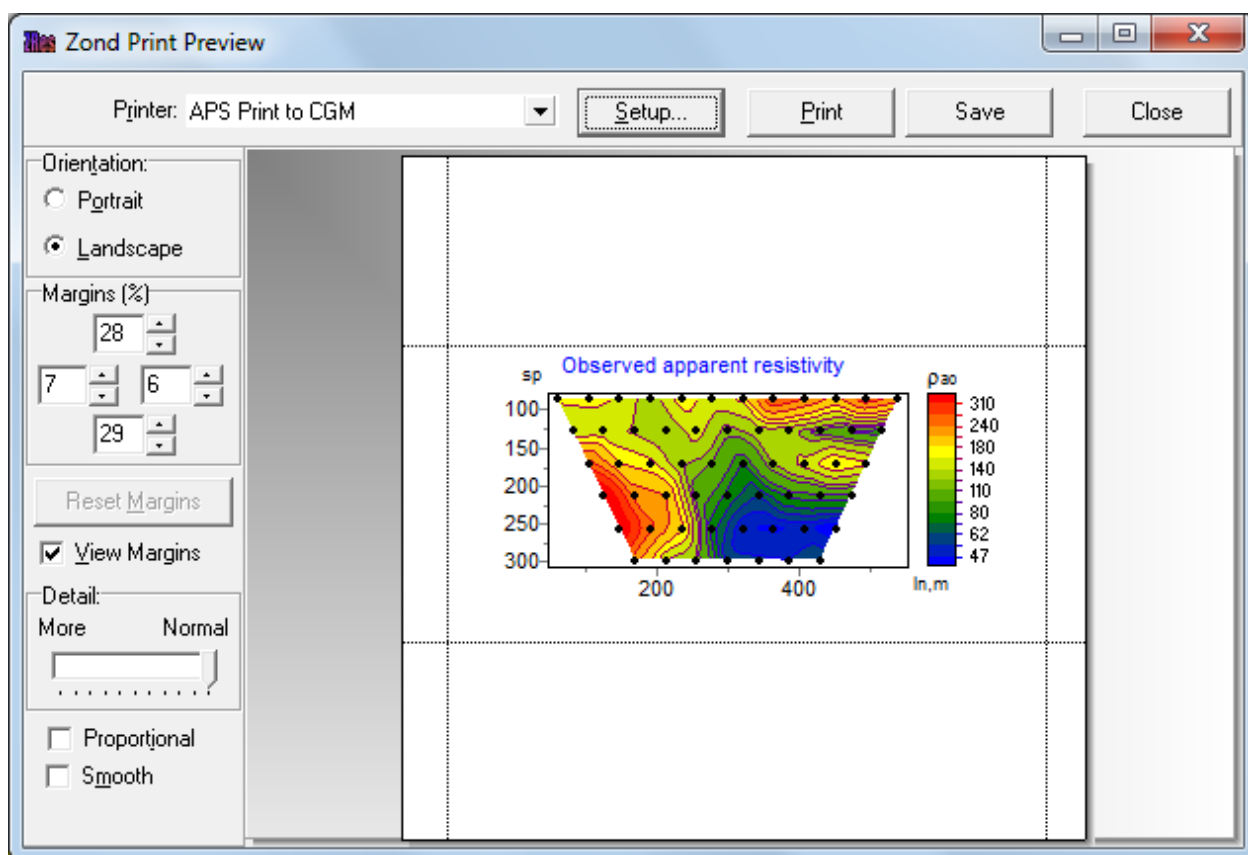 Zond Print Preview
Printer: APS Print to CGM
Setup...
Print
Save
Close
Orientation:
Portrait
Landscape
Margins (%)
28
7
6
29
Reset Margins
View Margins
Detail:
More Normal
Proportional
Smooth
Observed apparent resistivity
sp
100
150
200
250
300
200 400
ln,m
ρao
310
240
180
140
110
80
62
47